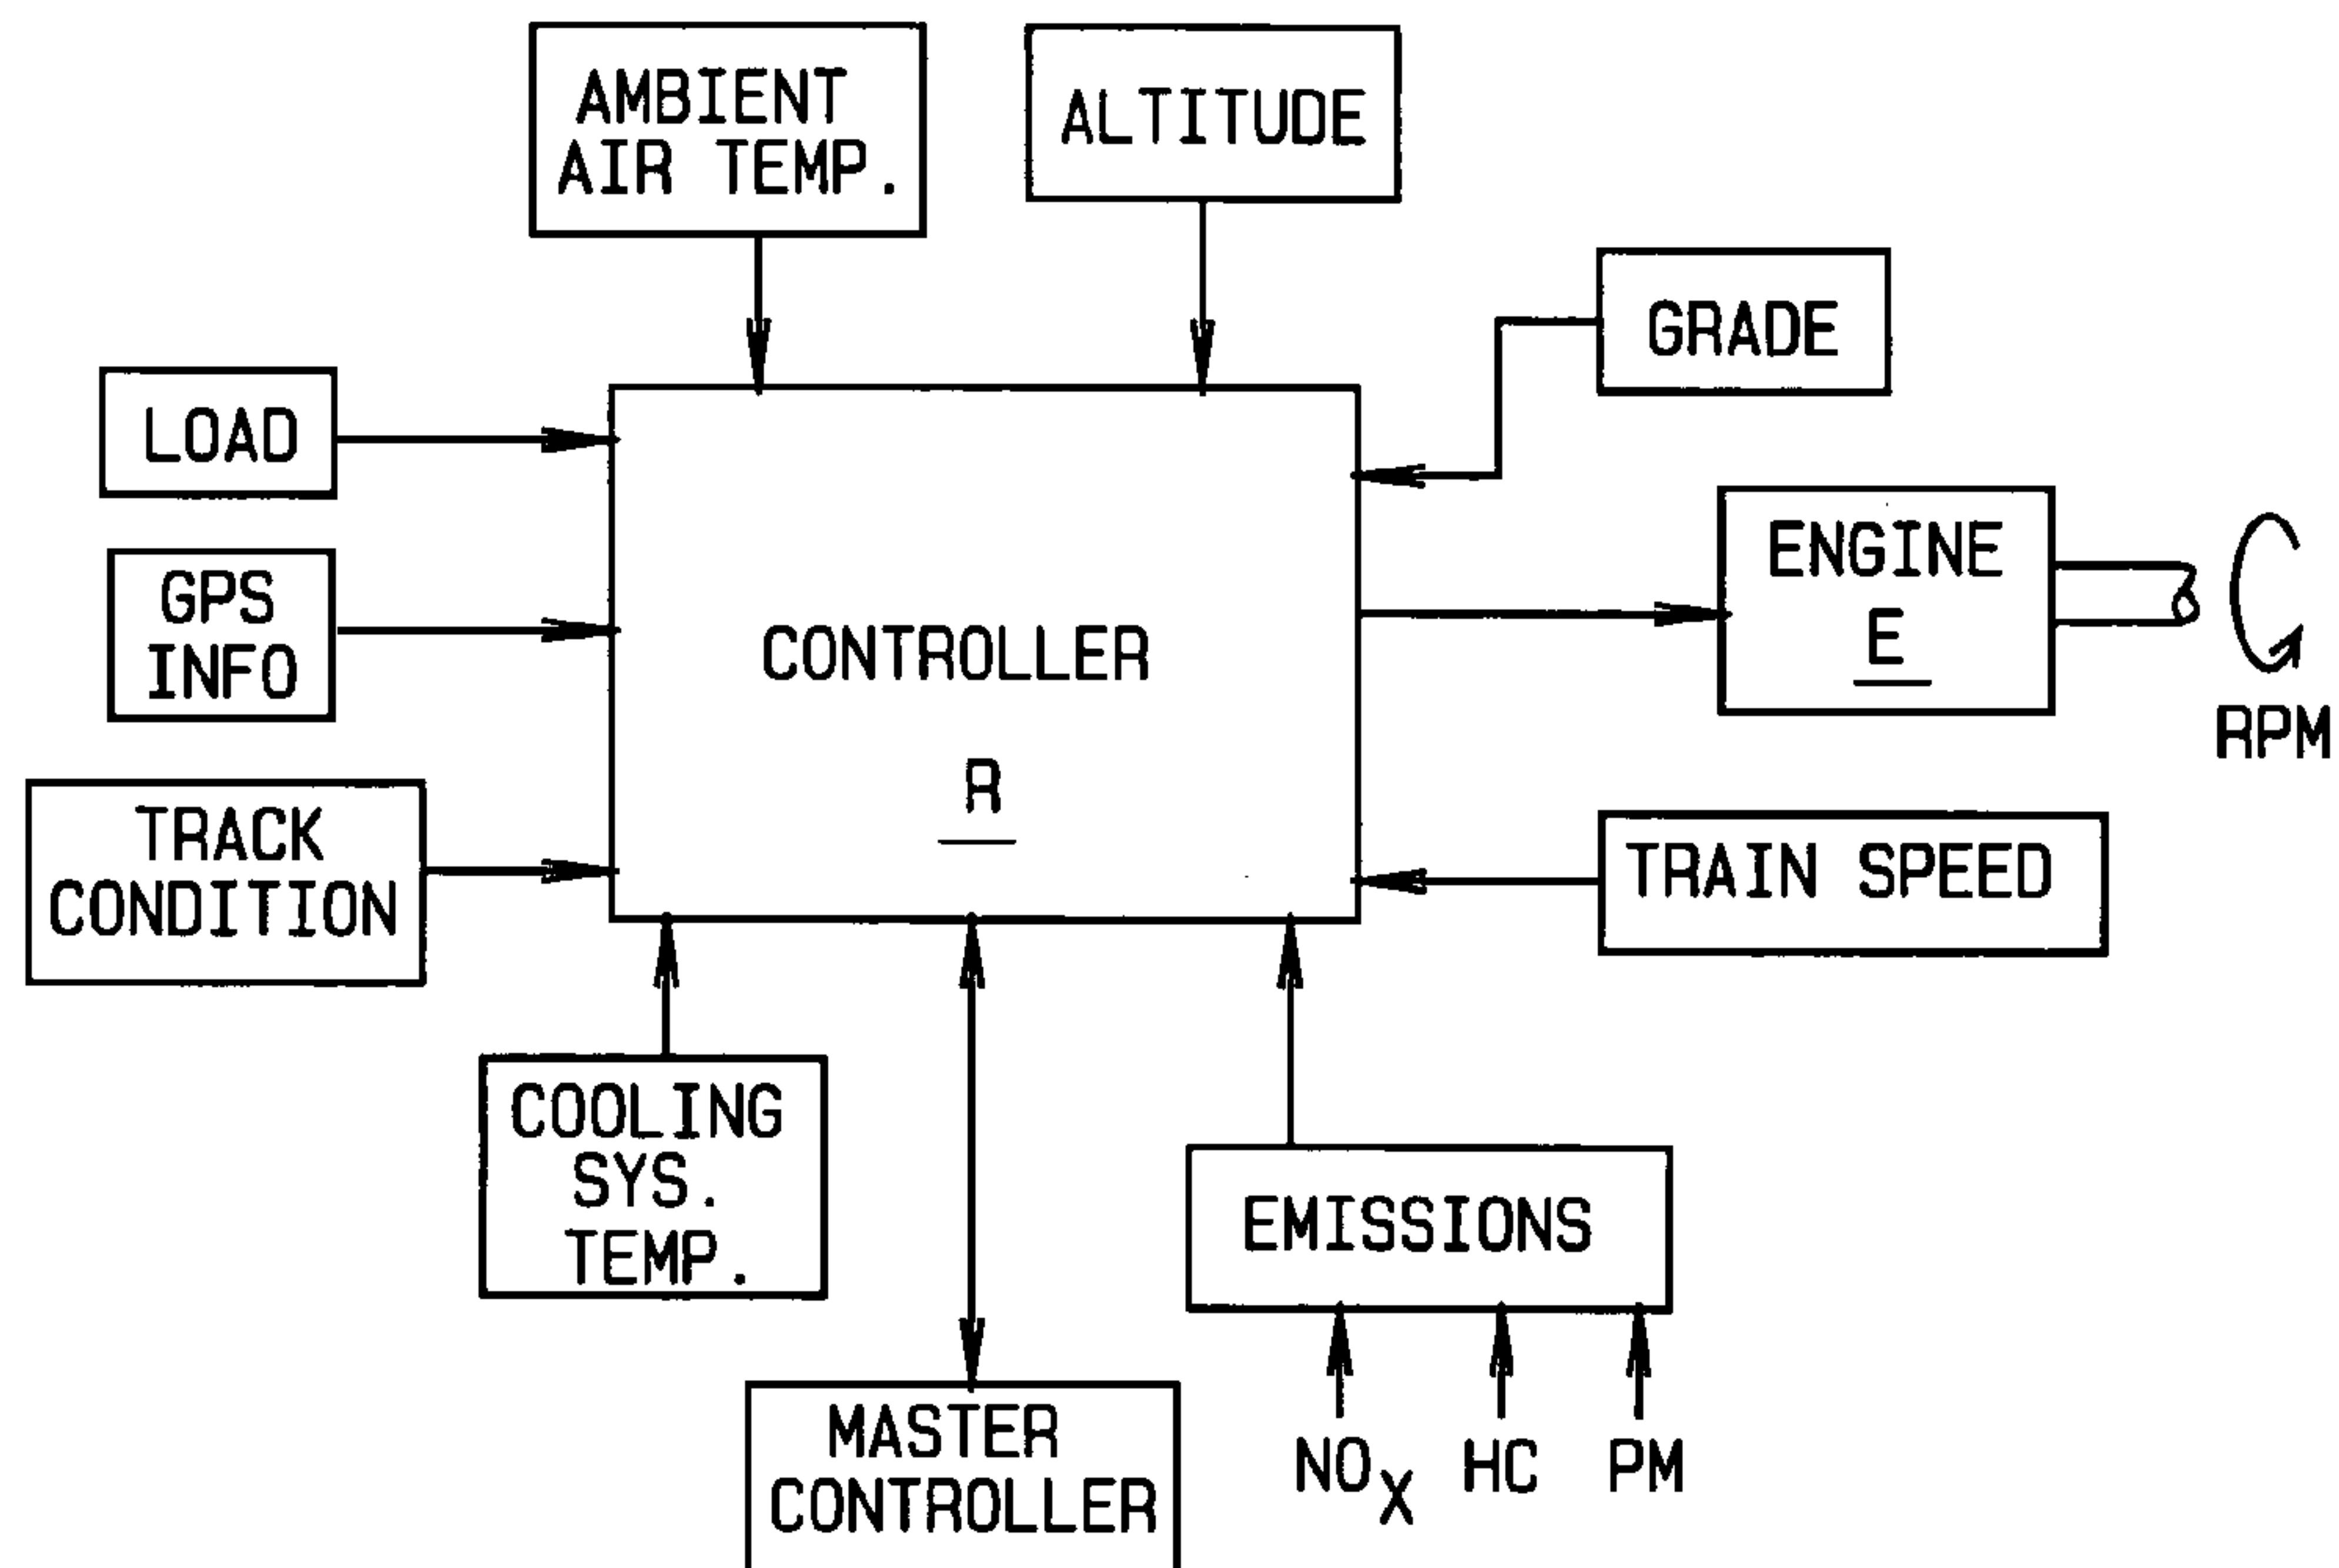 AMBIENT
AIR TEMP.
ALTITUDE
GRADE
LOAD
GPS
INFO
TRACK
CONDITION
CONTROLLER
R
ENGINE
E
RPM
TRAIN SPEED
COOLING
SYS.
TEMP.
EMISSIONS
MASTER
CONTROLLER
NOX
HC
PM